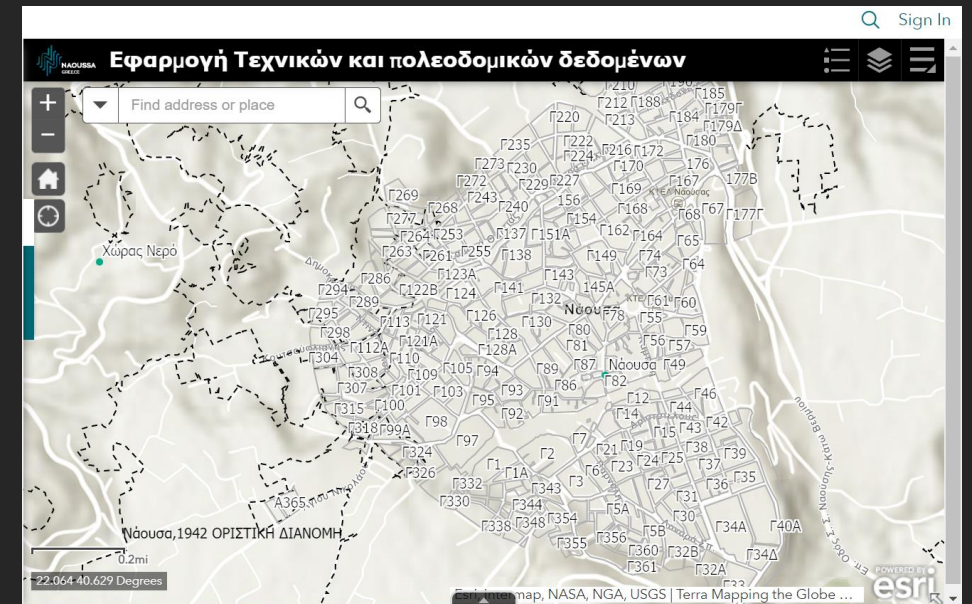 Sign In
NAOUSSA
GREECE
Εφαρμογή Τεχνικών και πολεοδομικών δεδομένων
+
Find address or place
−
Γ210
Γ185
Γ212 Γ188
Γ179Γ
Γ220
Γ213
Γ184
Γ179Δ
Γ235
Γ222
Γ180
Γ224
Γ216 Γ172
Γ273 Γ230
Γ170
176
Γ272
Γ229 Γ227
Γ167
177Β
Γ269
Γ243
156
Γ169
ΚΤΕΛ Νάουσας
Γ268
Γ240
Γ168
Γ68
Γ67
Γ177Γ
Γ277
Γ154
Γ264 Γ253
Γ137 Γ151Α
Γ162
Γ164
Γ65
Χώρας Νερό
Γ263
Γ261
Γ255
Γ138
Γ149
Γ74
Γ64
Γ123Α
Γ143
Γ73
Γ286
Γ141
145Α
Γ294
Γ122Β
Γ124
Γ132
ΚΤΕΛ
Γ61
Γ60
Γ289
Νάουσα
Γ78
Γ295
Γ113
Γ121
Γ126
Γ130
Γ55
Γ80
Γ59
Γ298
Γ121Α
Γ128
Γ81
Γ56
Γ57
Γ112Α
Γ128Α
Γ304
Γ110
Γ105
Γ94
Γ89
Γ87
Νάουσα
Γ49
Γ308
Γ109
Γ86
Γ82
Γ307
Γ101
Γ103
Γ93
Γ46
Γ95
Γ91
Γ12
Γ315
Γ100
Γ92
Γ14
Γ44
Γ98
Γ42
Γ318
Γ99Α
Γ15
Γ43
Γ97
Γ7
Γ324
Γ21
Γ19
Γ38
Γ2
Γ39
Γ1
Γ24
Γ25
Γ326
Γ1Α
Γ6
Γ23
Γ37
Γ332
Γ3
Γ27
Γ36
Γ35
Γ343
Γ31
Α365
Γ330
Γ344
Γ5Α
Γ354
Γ30
Γ338
Γ348
Γ34Α
Γ40Α
Νάουσα,1942 ΟΡΙΣΤΙΚΗ ΔΙΑΝΟΜΗ
Γ356
Γ5Β
Γ355
Γ360
Γ32Β
Γ34Δ
0.2mi
Γ361
Γ32Α
22.064 40.629 Degrees
Γ33
Esri, Intermap, NASA, NGA, USGS | Terra Mapping the Globe ...
POWERED BY
esri